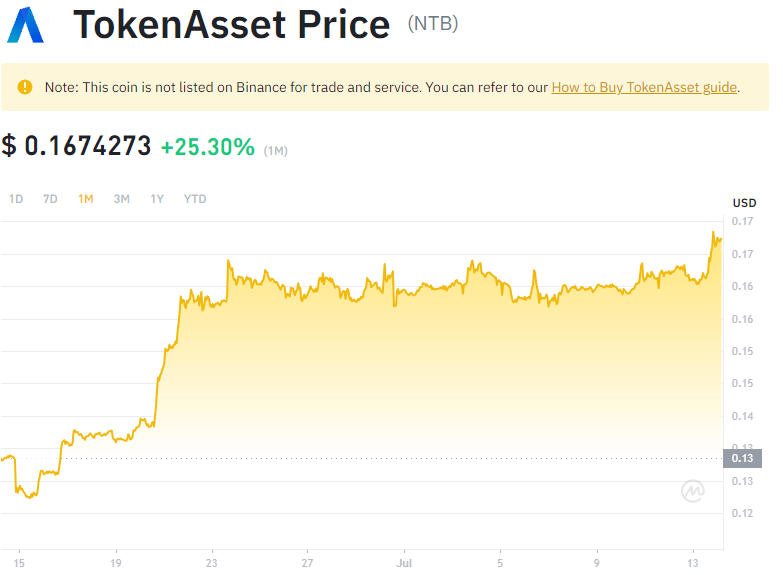 TokenAsset Price (NTB)
Note: This coin is not listed on Binance for trade and service. You can refer to our How to Buy TokenAsset guide.
$ 0.1674273 +25.30% (1M)
1D 7D 1M 3M 1Y YTD
USD
0.17
0.17
0.16
0.16
0.15
0.15
0.14
0.13
0.13
0.13
0.12
15 19 23 27 Jul 5 9 13